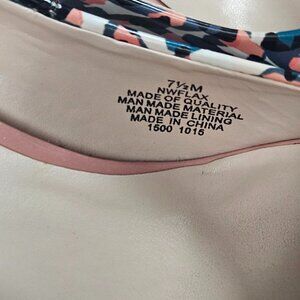 7½M
NWFLAX
MADE OF QUALITY
MAN MADE MATERIAL
MAN MADE LINING
MADE IN CHINA
1500 1015